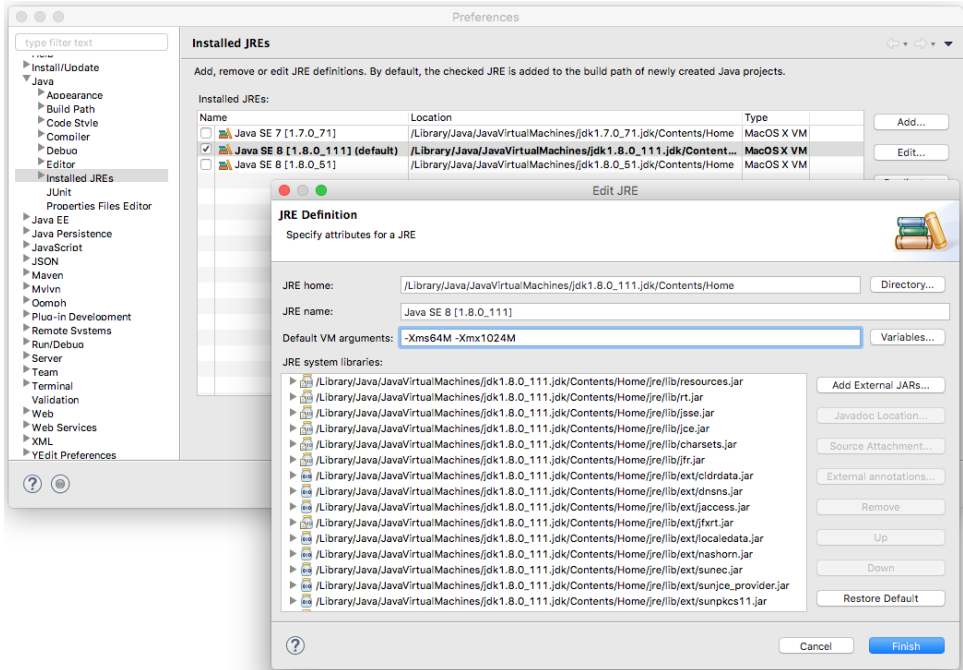 Preferences
type filter text
Install/Update
Java
Appearance
Build Path
Code Style
Compiler
Debug
Editor
Installed JREs
JUnit
Properties Files Editor
Java EE
Java Persistence
JavaScript
JSON
Maven
Mylyn
Oomph
Plug-in Development
Remote Systems
Run/Debug
Server
Team
Terminal
Validation
Web
Web Services
XML
YEdit Preferences
Installed JREs
Add, remove or edit JRE definitions. By default, the checked JRE is added to the build path of newly created Java projects.
Installed JREs:
Name Location Type
Java SE 7 [1.7.0_71] /Library/Java/JavaVirtualMachines/jdk1.7.0_71.jdk/Contents/Home MacOS X VM
Java SE 8 [1.8.0_111] (default) /Library/Java/JavaVirtualMachines/jdk1.8.0_111.jdk/Content... MacOS X VM
Java SE 8 [1.8.0_51] /Library/Java/JavaVirtualMachines/jdk1.8.0_51.jdk/Contents/Home MacOS X VM
Add...
Edit...
Edit JRE
JRE Definition
Specify attributes for a JRE
JRE home: /Library/Java/JavaVirtualMachines/jdk1.8.0_111.jdk/Contents/Home Directory...
JRE name: Java SE 8 [1.8.0_111]
Default VM arguments: -Xms64M -Xmx1024M Variables...
JRE system libraries:
/Library/Java/JavaVirtualMachines/jdk1.8.0_111.jdk/Contents/Home/jre/lib/resources.jar
/Library/Java/JavaVirtualMachines/jdk1.8.0_111.jdk/Contents/Home/jre/lib/rt.jar
/Library/Java/JavaVirtualMachines/jdk1.8.0_111.jdk/Contents/Home/jre/lib/jsse.jar
/Library/Java/JavaVirtualMachines/jdk1.8.0_111.jdk/Contents/Home/jre/lib/jce.jar
/Library/Java/JavaVirtualMachines/jdk1.8.0_111.jdk/Contents/Home/jre/lib/charsets.jar
/Library/Java/JavaVirtualMachines/jdk1.8.0_111.jdk/Contents/Home/jre/lib/jfr.jar
/Library/Java/JavaVirtualMachines/jdk1.8.0_111.jdk/Contents/Home/jre/lib/ext/cldrdata.jar
/Library/Java/JavaVirtualMachines/jdk1.8.0_111.jdk/Contents/Home/jre/lib/ext/dnsns.jar
/Library/Java/JavaVirtualMachines/jdk1.8.0_111.jdk/Contents/Home/jre/lib/ext/jaccess.jar
/Library/Java/JavaVirtualMachines/jdk1.8.0_111.jdk/Contents/Home/jre/lib/ext/jfxrt.jar
/Library/Java/JavaVirtualMachines/jdk1.8.0_111.jdk/Contents/Home/jre/lib/ext/localedata.jar
/Library/Java/JavaVirtualMachines/jdk1.8.0_111.jdk/Contents/Home/jre/lib/ext/nashorn.jar
/Library/Java/JavaVirtualMachines/jdk1.8.0_111.jdk/Contents/Home/jre/lib/ext/sunec.jar
/Library/Java/JavaVirtualMachines/jdk1.8.0_111.jdk/Contents/Home/jre/lib/ext/sunjce_provider.jar
/Library/Java/JavaVirtualMachines/jdk1.8.0_111.jdk/Contents/Home/jre/lib/ext/sunpkcs11.jar
Add External JARs...
Javadoc Location...
Source Attachment...
External annotations...
Remove
Up
Down
Restore Default
Cancel
Finish